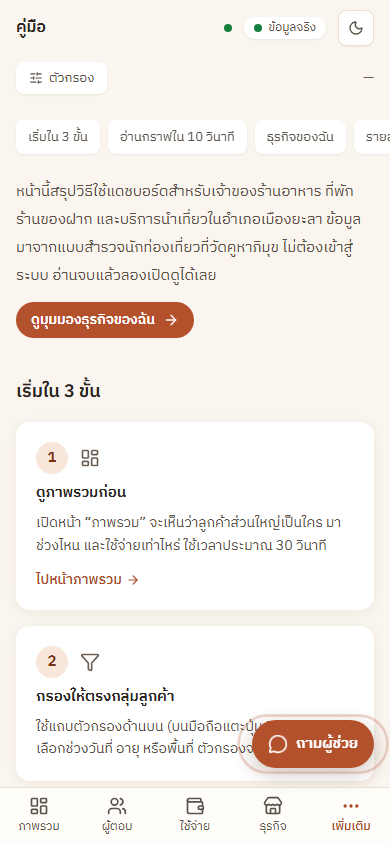 คู่มือ
ข้อมูลจริง
ตัวกรอง
—
เริ่มใน 3 ขั้น
อ่านกราฟใน 10 วินาที
ธุรกิจของฉัน
หน้านี้สรุปวิธีใช้แดชบอร์ดสำหรับเจ้าของร้านอาหาร ที่พัก
ร้านของฝาก และบริการนำเที่ยวในอำเภอเมืองยะลา ข้อมูล
มาจากแบบสำรวจนักท่องเที่ยวที่วัดคูหาภิมุข ไม่ต้องเข้าสู่
ระบบ อ่านจบแล้วลองเปิดดูได้เลย
ดูมุมมองธุรกิจของฉัน →
เริ่มใน 3 ขั้น
1
ดูภาพรวมก่อน
เปิดหน้า “ภาพรวม” จะเห็นว่าลูกค้าส่วนใหญ่เป็นใคร มา
ช่วงไหน และใช้จ่ายเท่าไหร่ ใช้เวลาประมาณ 30 วินาที
ไปหน้าภาพรวม →
2
กรองให้ตรงกลุ่มลูกค้า
ใช้แถบตัวกรองด้านบน (บนมือถือแตะปุ่ม
เลือกช่วงวันที่ อายุ หรือพื้นที่ ตัวกรอง
ถามผู้ช่วย
ภาพรวม
ผู้ตอบ
ใช้จ่าย
ธุรกิจ
เพิ่มเติม